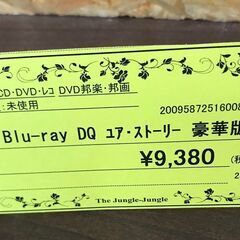 CD・DVD・レコ DVD邦楽・邦画
:未使用
2009587251600
Blu-ray DQ ユア・ストーリー 豪華版
¥9,380
The Jungle-Jungle